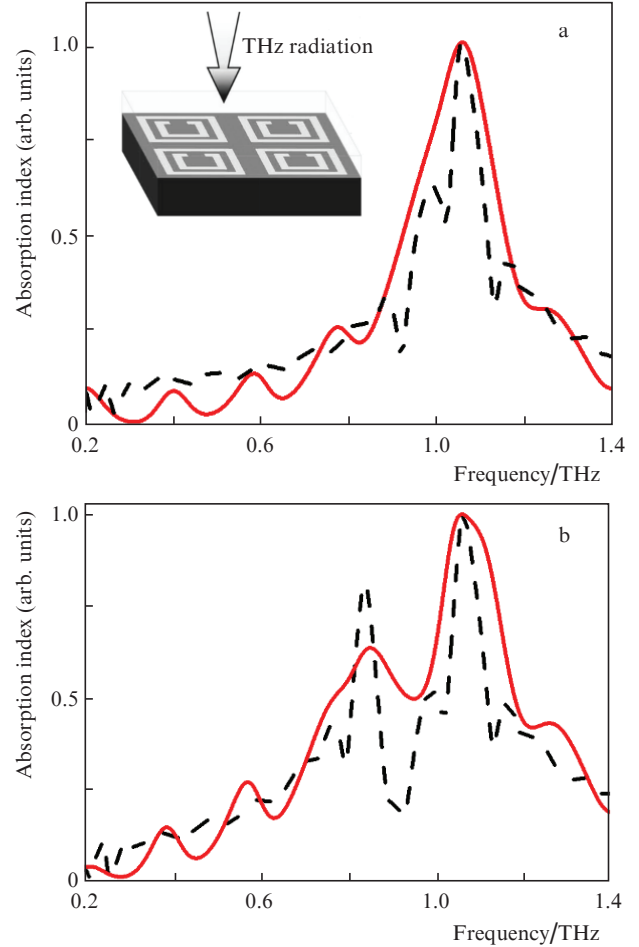 a
THz radiation
Absorption index (arb. units)
1.0
0.5
0
0.2
0.6
1.0
1.4
Frequency/THz
b
Absorption index (arb. units)
1.0
0.5
0
0.2
0.6
1.0
1.4
Frequency/THz